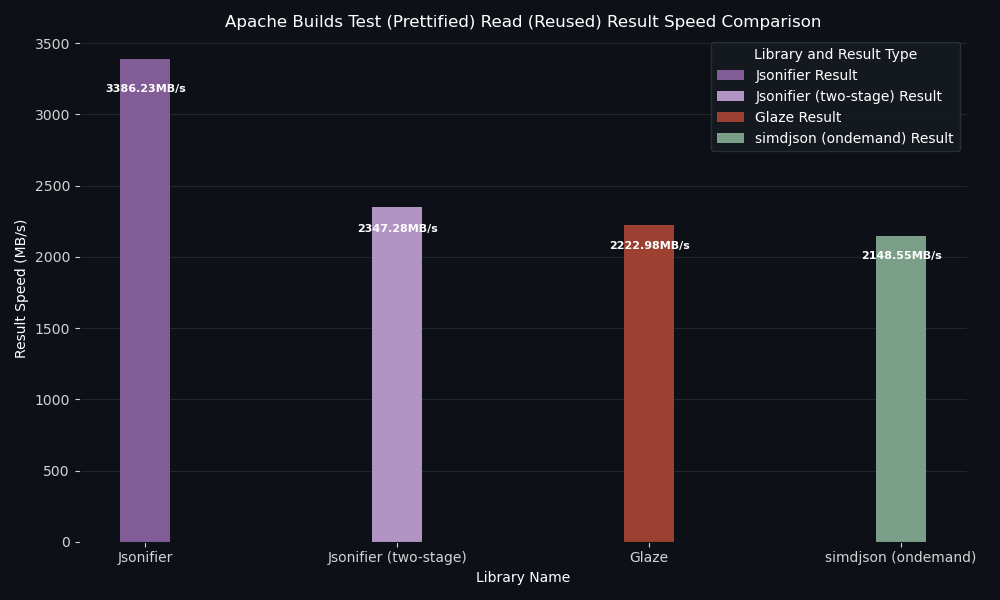 Apache Builds Test (Prettified) Read (Reused) Result Speed Comparison
Library and Result Type
Jsonifier Result
Jsonifier (two-stage) Result
Glaze Result
simdjson (ondemand) Result
Result Speed (MB/s)
3500
3000
2500
2000
1500
1000
500
0
3386.23MB/s
2347.28MB/s
2222.98MB/s
2148.55MB/s
Jsonifier
Jsonifier (two-stage)
Glaze
simdjson (ondemand)
Library Name